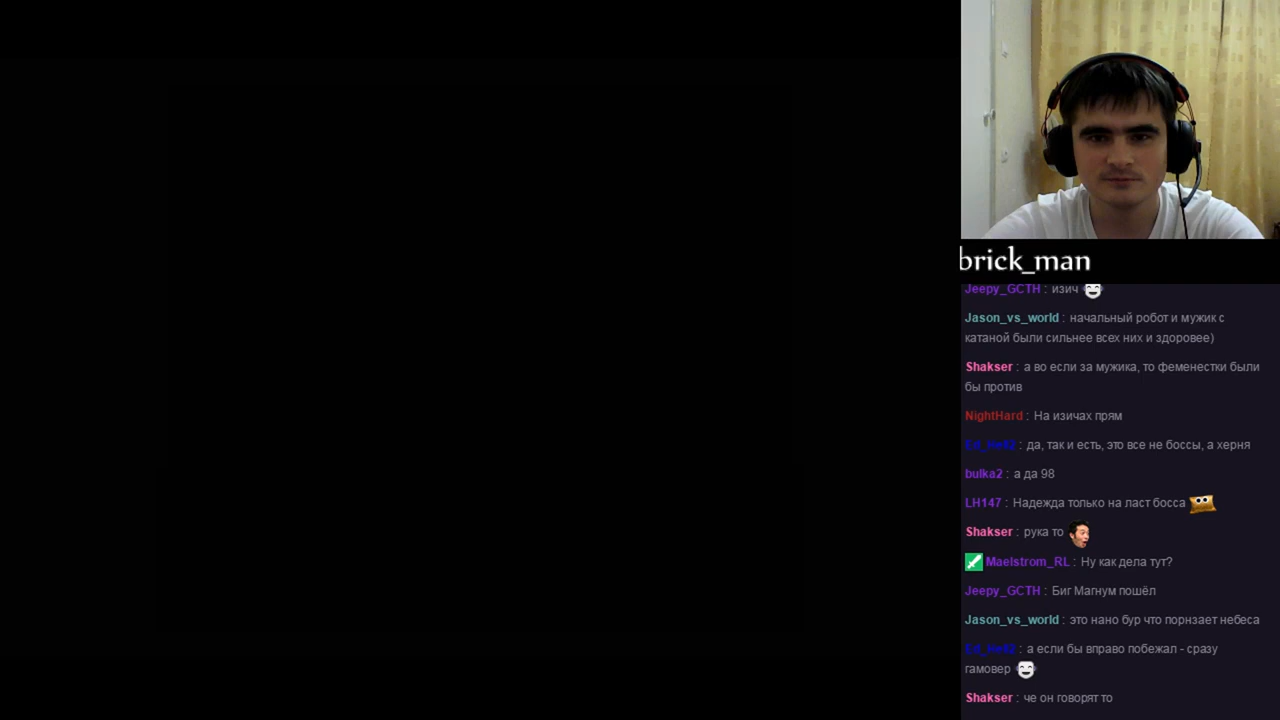 brick_man
Jeepy_GCTH : изич
Jason_vs_world : начальный робот и мужик с
катаной были сильнее всех них и здоровее)
Shakser : а во если за мужика, то феменестки были
бы против
NightHard : На изичах прям
: да, так и есть, это все не боссы, а херня
bulka2 : а да 98
LH147 : Надежда только на ласт босса
Shakser : рука то
Maelstrom_RL : Ну как дела тут?
Jeepy_GCTH : Биг Магнум пошёл
Jason_vs_world : это нано бур что порнзает небеса
: а если бы вправо побежал - сразу
гамовер
Shakser : че он говорят то